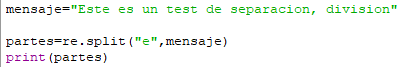 mensaje="Este es un test de separacion, division"
partes=re.split("e",mensaje)
print(partes)